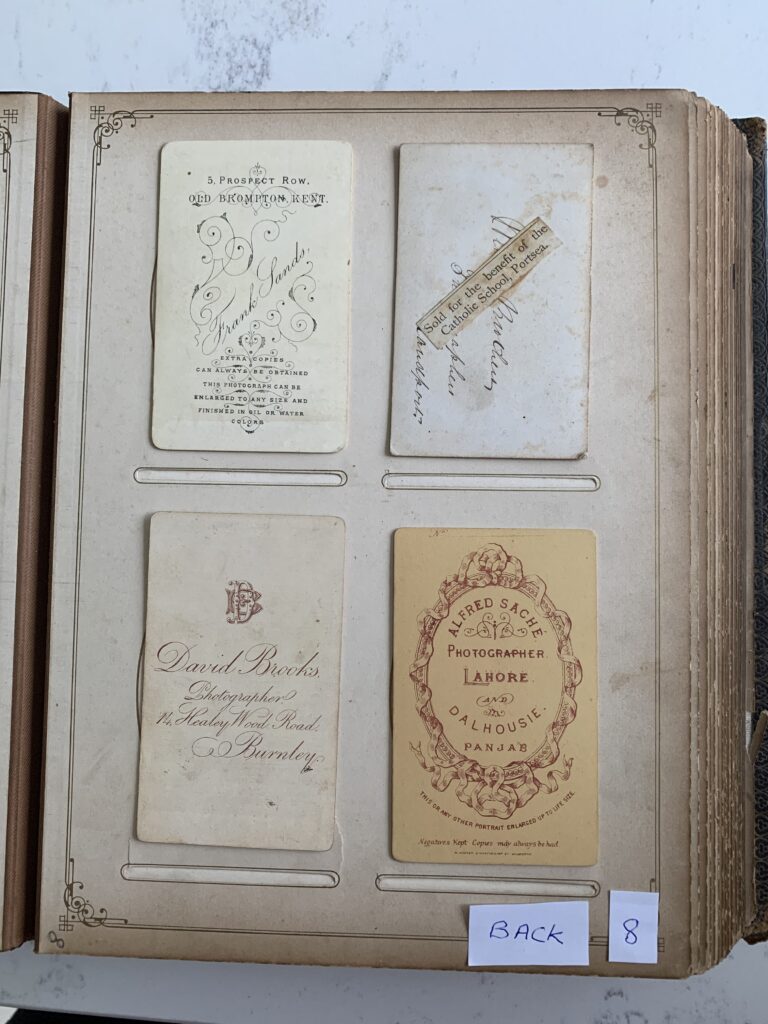 5, PROSPECT ROW,
OLD BROMPTON, KENT.
Frank Sands.
EXTRA COPIES
CAN ALWAYS BE OBTAINED
THIS PHOTOGRAPH CAN BE
ENLARGED TO ANY SIZE AND
FINISHED IN OIL OR WATER
COLORS
Sold for the benefit of the
Catholic School, Portsea.
DB
David Brooks.
Photographer
14, Healey Wood Road,
Burnley.
ALFRED SACHE
PHOTOGRAPHER
LAHORE
AND
DALHOUSIE.
PANJAB
THIS OR ANY OTHER PORTRAIT ENLARGED UP TO LIFE SIZE.
Negatives Kept Copies may always be had.
BACK
8
8